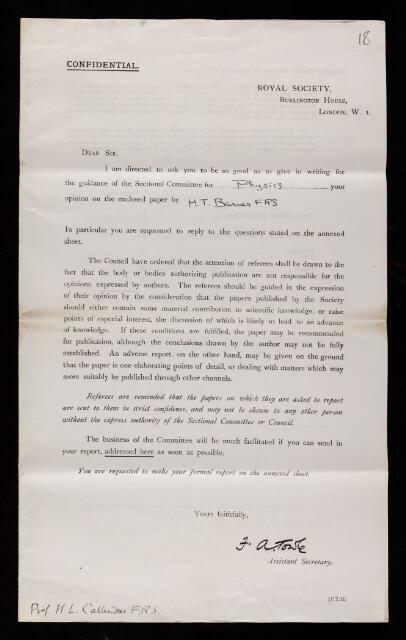 18
CONFIDENTIAL.
ROYAL SOCIETY,
BURLINGTON HOUSE,
LONDON, W. 1.
DEAR SIR,
I am directed to ask you to be so good as to give in writing, for
the guidance of the Sectional Committee for Physics your
opinion on the enclosed paper by H. T. Barnes FRS
In particular you are requested to reply to the questions stated on the annexed
sheet.
The Council have ordered that the attention of referees shall be drawn to the
fact that the body or bodies authorizing publication are not responsible for the
opinions expressed by authors. The referees should be guided in the expression
of their opinion by the consideration that the papers published by the Society
should either contain some material contribution to scientific knowledge, or raise
points of especial interest, the discussion of which is likely to lead to an advance
of knowledge. If these conditions are fulfilled, the paper may be recommended
for publication, although the conclusions drawn by the author may not be fully
established. An adverse report, on the other hand, may be given on the ground
that the paper is one elaborating points of detail, or dealing with matters which may
more suitably be published through other channels.
Referees are reminded that the papers on which they are asked to report
are sent to them in strict confidence, and may not be shown to any other person
without the express authority of the Sectional Committee or Council.
The business of the Committee will be much facilitated if you can send in
your report, addressed here as soon as possible.
You are requested to make your formal report on the annexed sheet.
Yours faithfully,
F. A. Towle
Assistant Secretary.
[P.T.O.
Prof H. L. Callendar F.R.S.